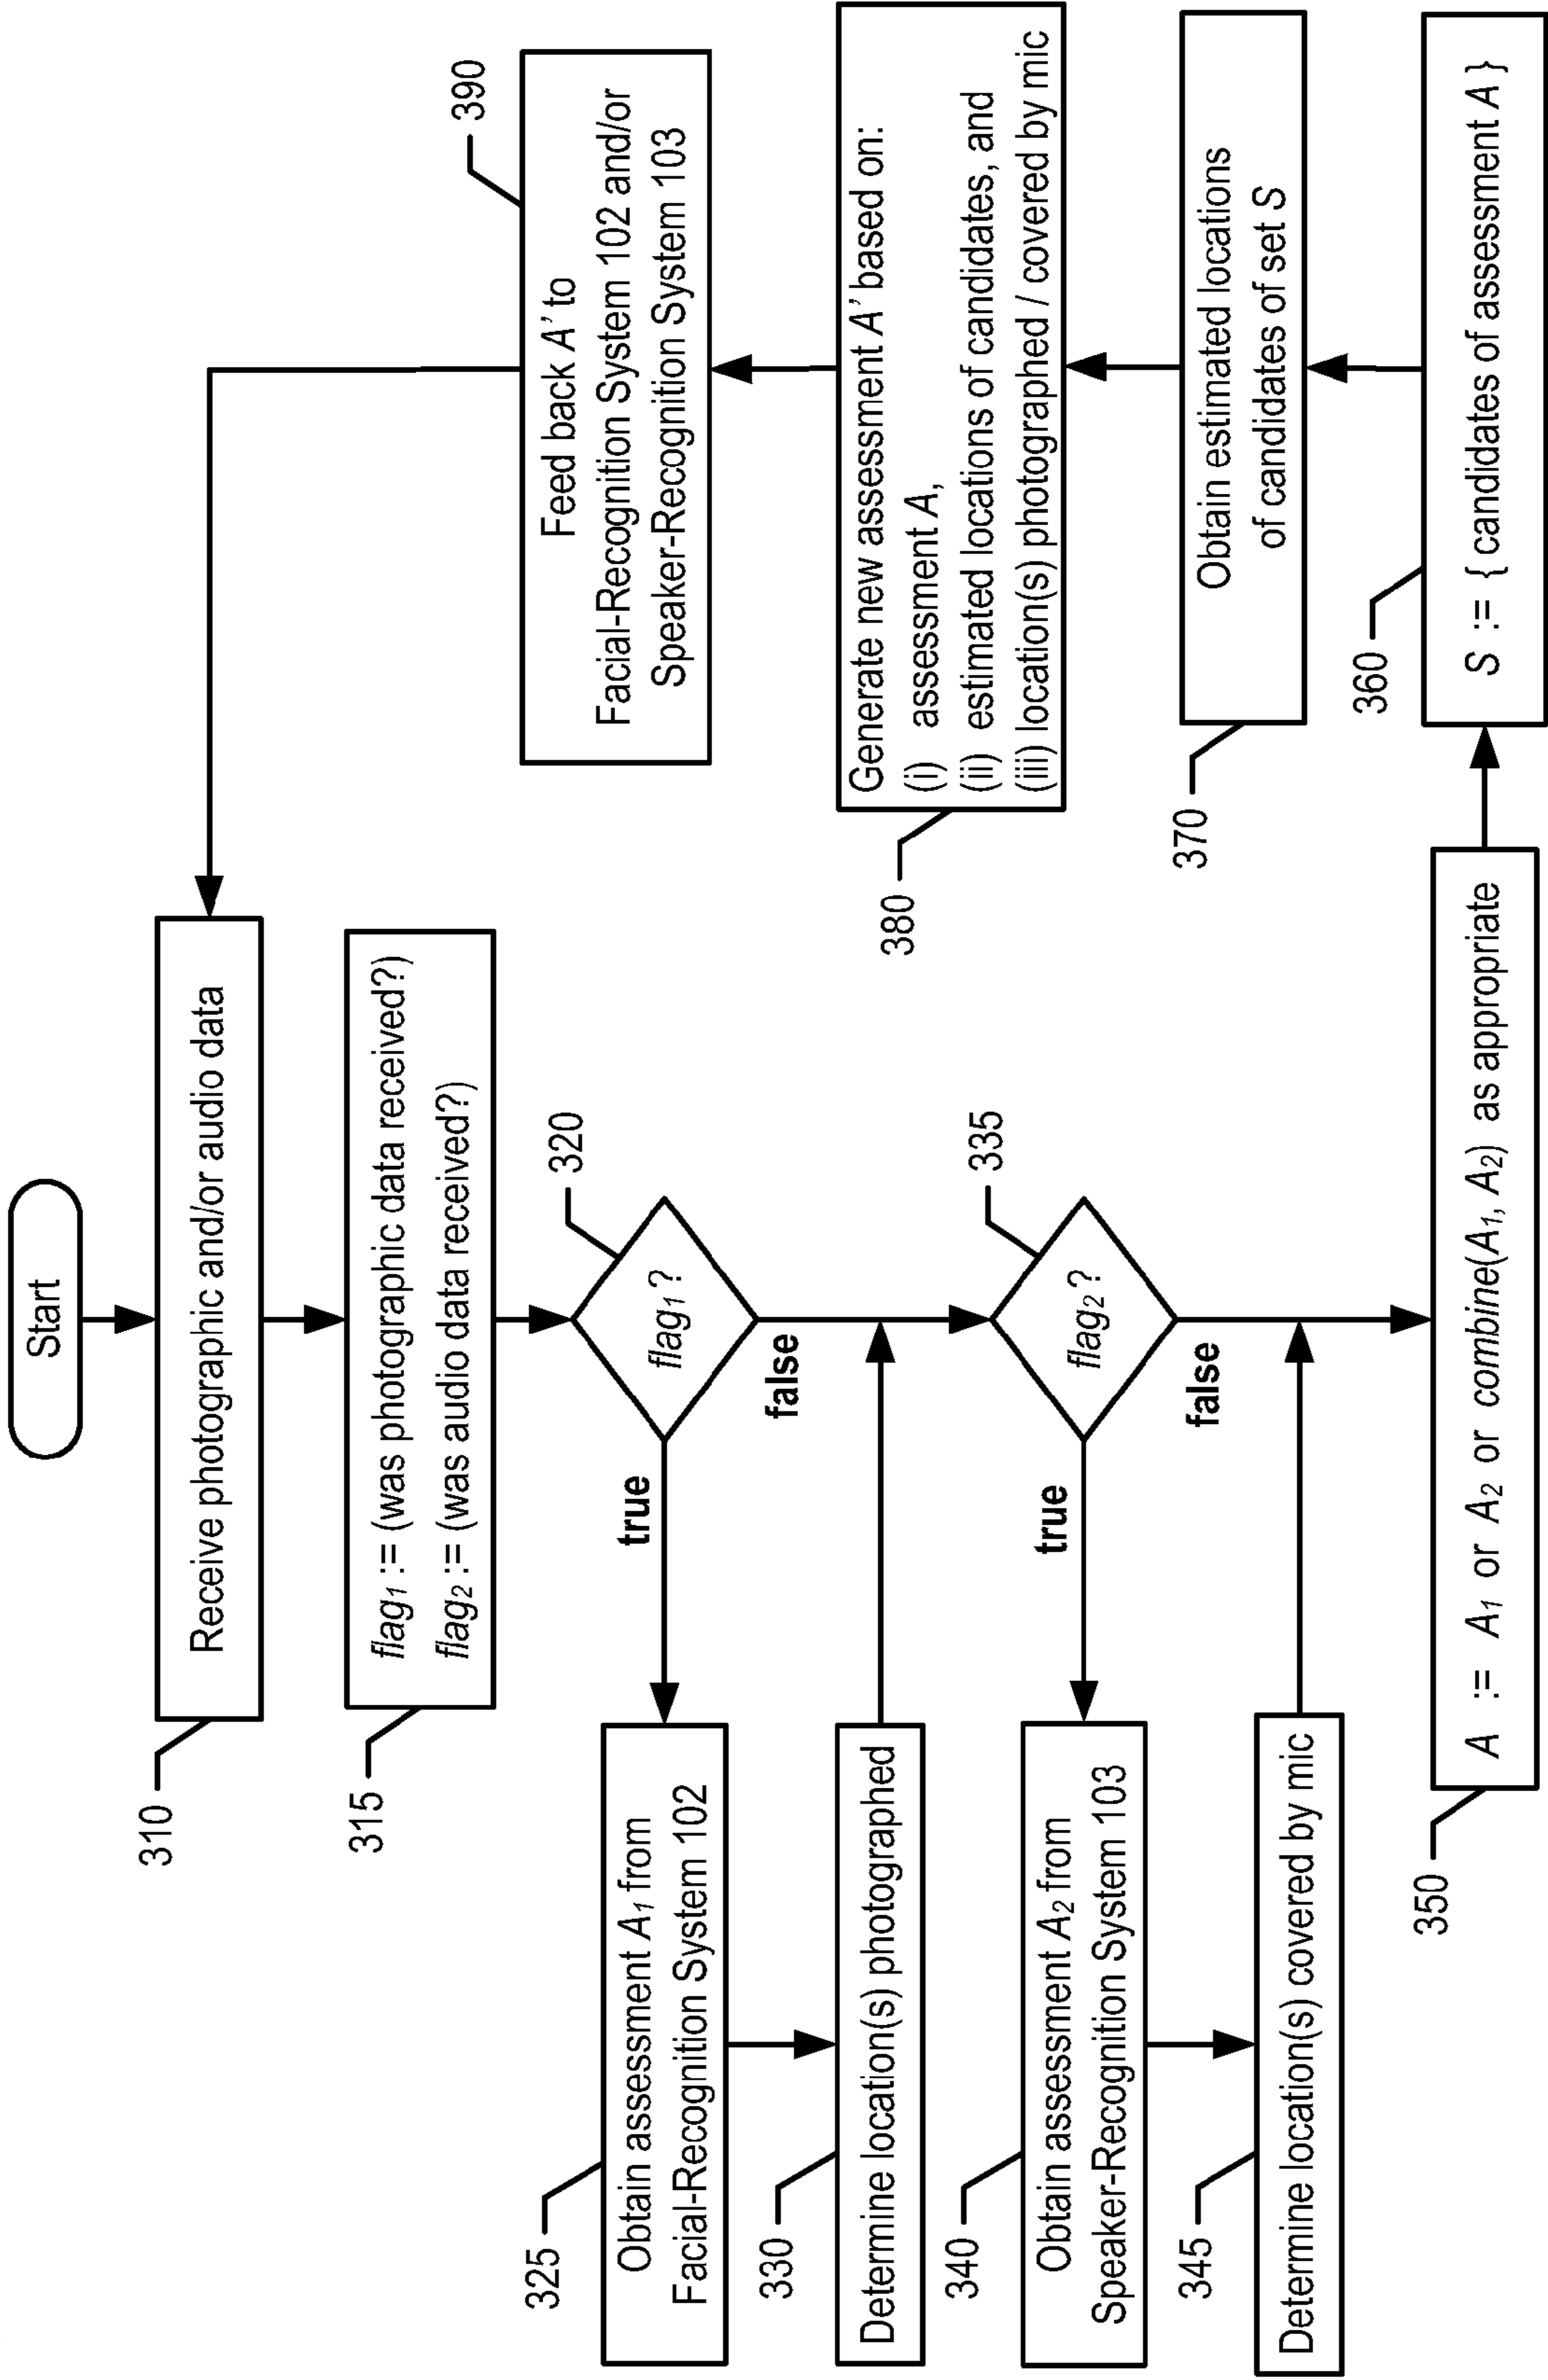 Start
310
Receive photographic and/or audio data
315
flag₁ := (was photographic data received?)
flag₂ := (was audio data received?)
320
flag₁?
true
false
325
Obtain assessment A₁ from
Facial-Recognition System 102
330
Determine location(s) photographed
335
flag₂?
true
false
340
Obtain assessment A₂ from
Speaker-Recognition System 103
345
Determine location(s) covered by mic
350
A := A₁ or A₂ or combine(A₁, A₂) as appropriate
360
S := { candidates of assessment A }
370
Obtain estimated locations
of candidates of set S
380
Generate new assessment A' based on:
(i) assessment A,
(ii) estimated locations of candidates, and
(iii) location(s) photographed / covered by mic
390
Feed back A' to
Facial-Recognition System 102 and/or
Speaker-Recognition System 103